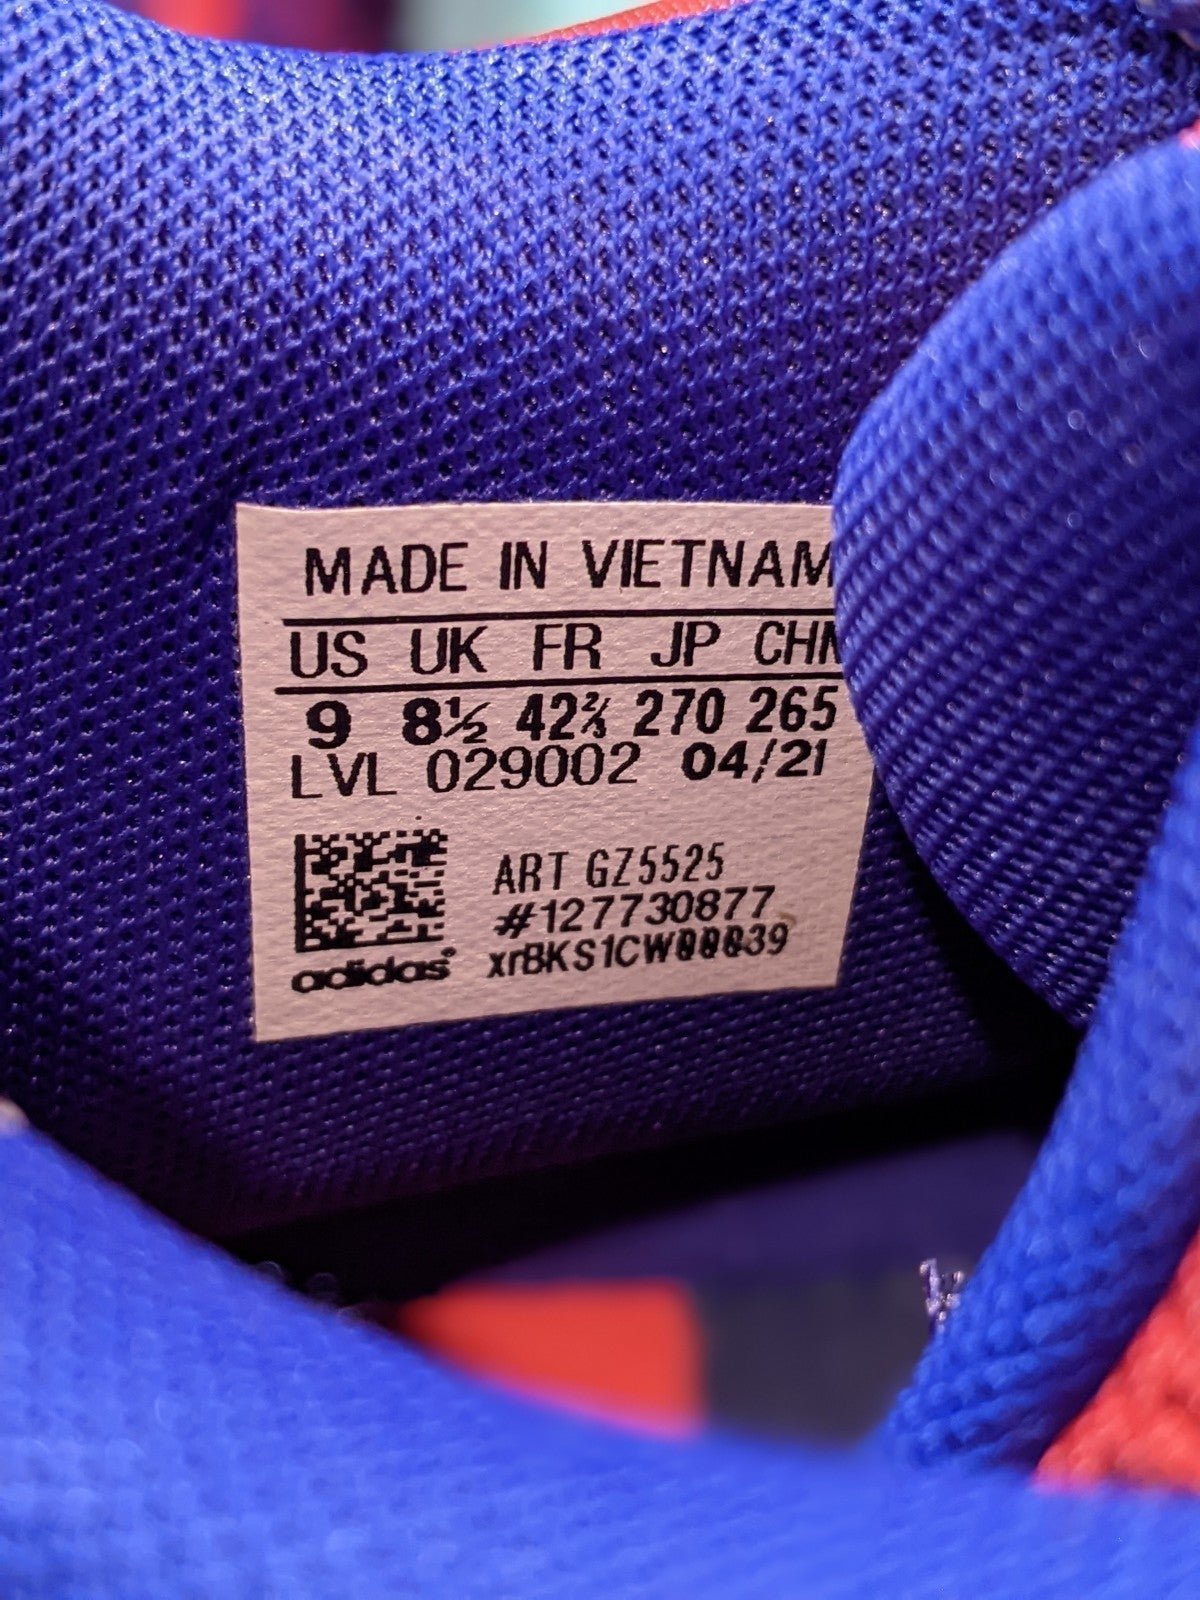 MADE IN VIETNAM
US UK FR JP CHN
9 8½ 42⅔ 270 265
LVL 029002 04/21
ART GZ5525
#127730877
adidas®